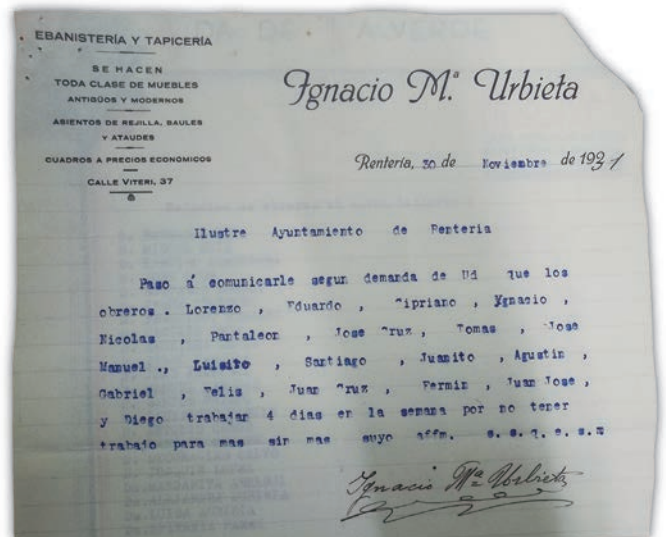 EBANISTERÍA Y TAPICERÍA
SE HACEN
TODA CLASE DE MUEBLES
ANTIGÜOS Y MODERNOS
ASIENTOS DE REJILLA, BAULES
Y ATAUDES
CUADROS A PRECIOS ECONOMICOS
CALLE VITERI, 37
Ignacio M.ª Urbieta
Rentería, 30 de Noviembre de 1931
Ilustre Ayuntamiento de Renteria
Paso á comunicarle segun demanda de Ud que los
obreros . Lorenzo , Eduardo , Cipriano , Ygnacio ,
Nicolas , Pantaleon , Jose Cruz , Tomas , Jose
Manuel ., Luisito , Santiago , Juanito , Agustin ,
Gabriel , Felis , Juan Cruz , Fermin , Juan Jose ,
y Diego trabajan 4 dias en la semana por no tener
trabajo para mas sin mas suyo affm. s. s. q. e. s. m
Ignacio Mª Urbieta